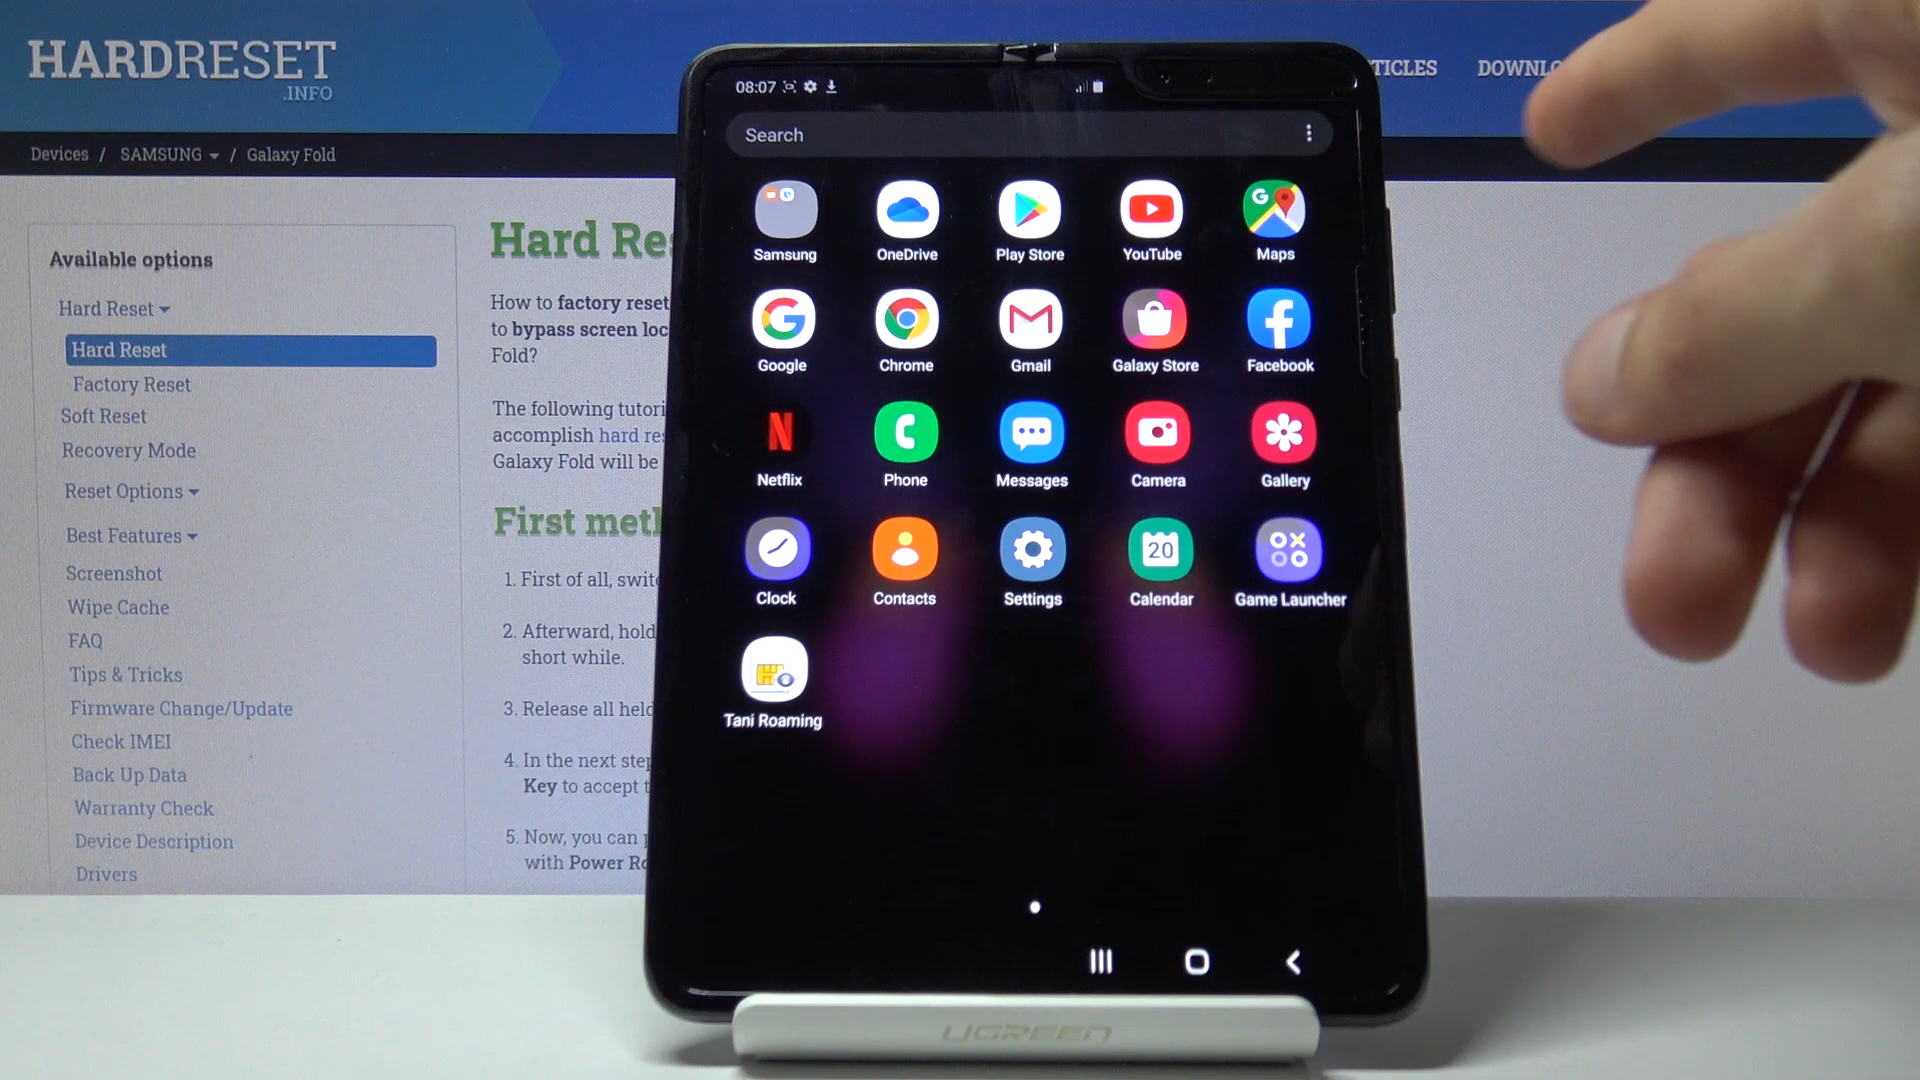 HARDRESET
.INFO
TICLES
DOWNLO
Devices / SAMSUNG / Galaxy Fold
Available options
Hard Reset
Hard Reset
Factory Reset
Soft Reset
Recovery Mode
Reset Options
Best Features
Screenshot
Wipe Cache
FAQ
Tips & Tricks
Firmware Change/Update
Check IMEI
Back Up Data
Warranty Check
Device Description
Drivers
Hard Re
How to factory reset
to bypass screen loc
Fold?
The following tutori
accomplish hard re
Galaxy Fold will be
First met
1. First of all, switc
2. Afterward, hold
short while.
3. Release all held
4. In the next step
Key to accept t
5. Now, you can
with Power Ro
08:07
Search
Samsung
OneDrive
Play Store
YouTube
G
Maps
Google
Chrome
Gmail
Galaxy Store
Facebook
N
Netflix
Phone
Messages
Camera
Gallery
Clock
Contacts
Settings
20
Calendar
Game Launcher
Tani Roaming
UGREEN